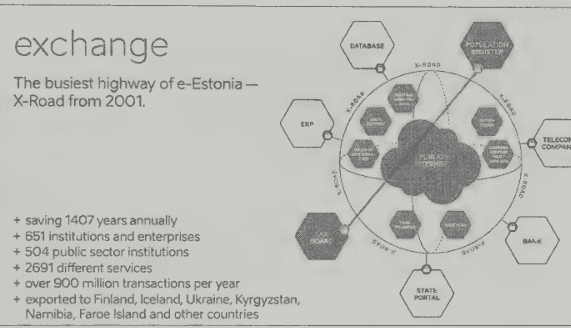 exchange
The busiest highway of e-Estonia —
X-Road from 2001.
+ saving 1407 years annually
+ 651 institutions and enterprises
+ 504 public sector institutions
+ 2691 different services
+ over 900 million transactions per year
+ exported to Finland, Iceland, Ukraine, Kyrgyzstan,
Namibia, Faroe Island and other countries
DATABASE
POPULATION
REGISTER
X-ROAD
X-ROAD
X-ROAD
ERP
TELECOM
COMPANY
PUBLIC
INTERNET
X-ROAD
X-ROAD
BOARD
X-ROAD
X-ROAD
BANK
STATE
PORTAL